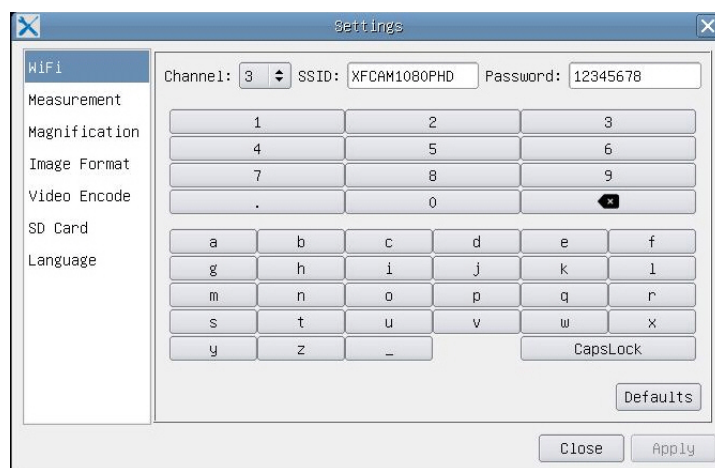 Settings
WiFi
Measurement
Magnification
Image Format
Video Encode
SD Card
Language
Channel: 3 SSID: XFCAM1080PHD Password: 12345678
1 2 3
4 5 6
7 8 9
. 0
a b c d e f
g h i j k l
m n o p q r
s t u v w x
y z _ CapsLock
Defaults
Close Apply